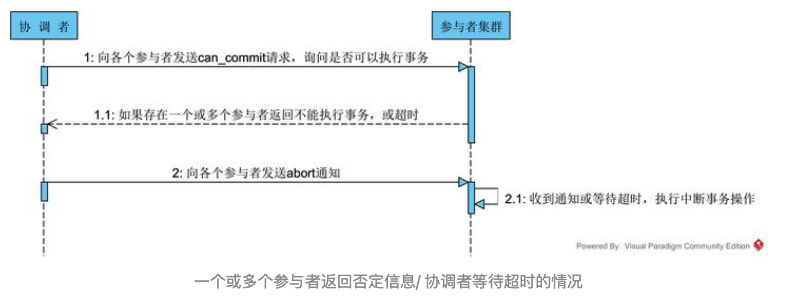 协 调 者
参与者集群
1: 向各个参与者发送can_commit请求，询问是否可以执行事务
1.1: 如果存在一个或多个参与者返回不能执行事务，或超时
2: 向各个参与者发送abort通知
2.1: 收到通知或等待超时，执行中断事务操作
Powered By Visual Paradigm Community Edition
一个或多个参与者返回否定信息/ 协调者等待超时的情况